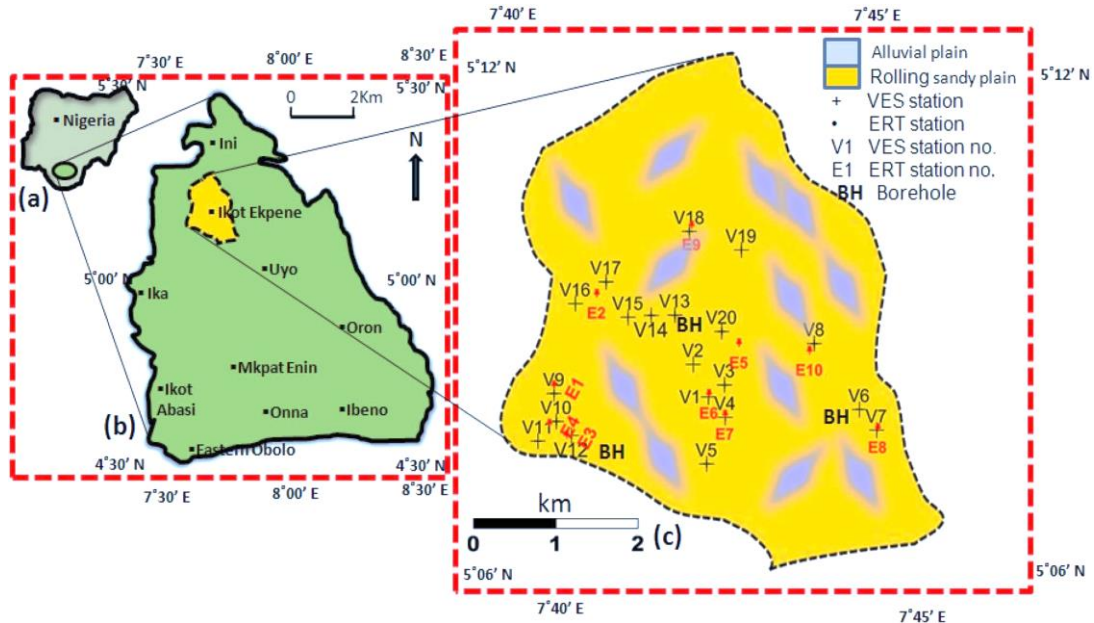 7˚40’ E
7˚45’ E
8˚30’ E
7˚30’ E
8˚00’ E
5˚12’ N
5˚12’ N
5˚30’ N
5˚30’ N
Alluvial plain
Rolling sandy plain
VES station
ERT station
V1 VES station no.
E1 ERT station no.
BH Borehole
0 2Km
N
Nigeria
(a)
Ini
Ikot Ekpene
Uyo
5˚00’ N
5˚00’ N
Ika
Oron
Mkpat Enin
Ikot
Abasi
Onna
Ibeno
(b)
Eastern Obolo
4˚30’ N
4˚30’ N
7˚30’ E
8˚00’ E
8˚30’ E
V18
E9
V19
V17
V16
E2
V15
V14
V13
BH
V20
V8
E5
E10
V2
V3
V9
E1
V1
E6
V4
E7
V6
BH
V7
E8
V10
E4
E3
V11
V12
BH
V5
km
0 1 2
(c)
5˚06’ N
5˚06’ N
7˚40’ E
7˚45’ E